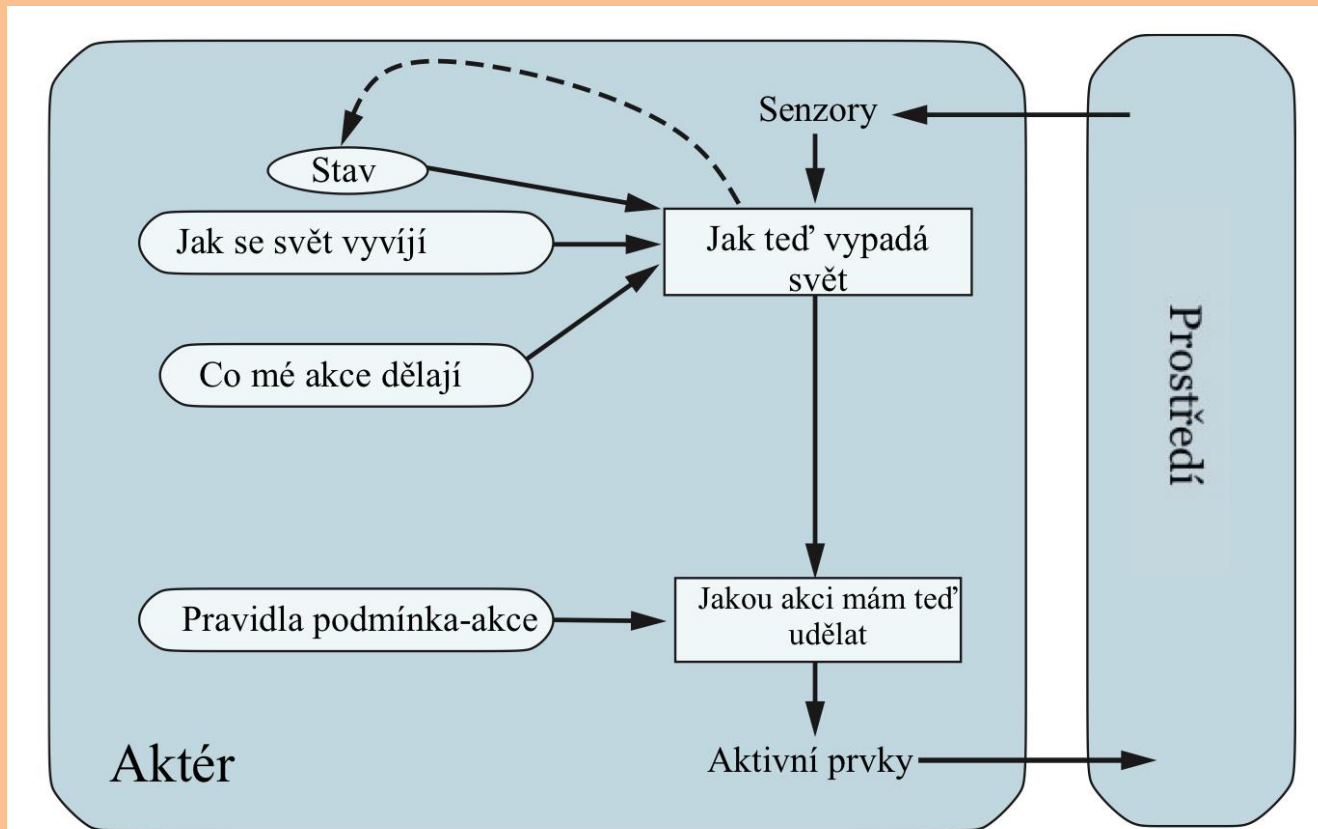 Senzory
Stav
Jak se svět vyvíjí
Jak teď vypadá
svět
Co mé akce dělají
Prostředí
Pravidla podmínka-akce
Jakou akci mám teď
udělat
Aktér
Aktivní prvky